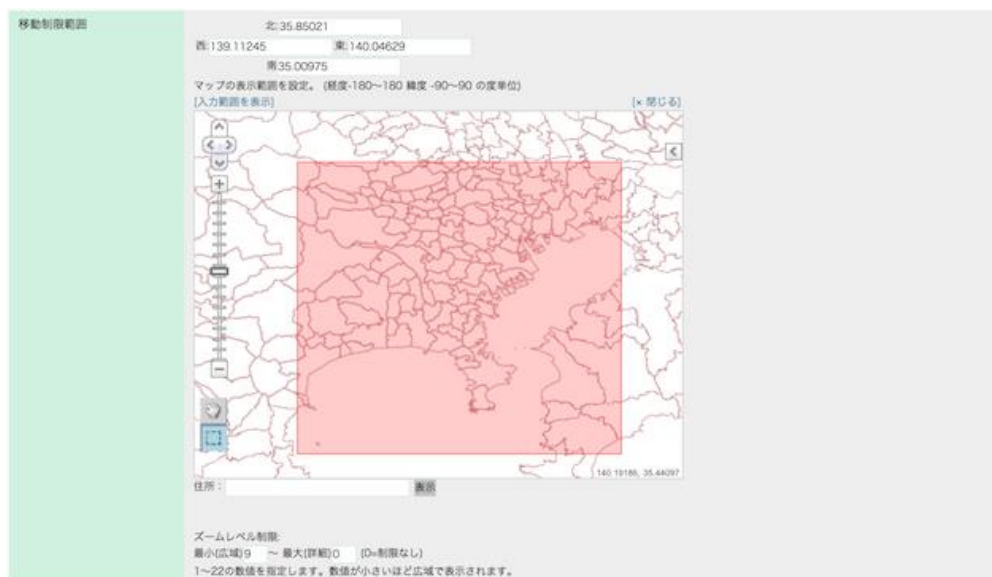 移動制限範囲
北:35.85021
西:139.11245 東:140.04629
南35.00975
マップの表示範囲を設定。 (経度-180〜180 緯度 -90〜90 の度単位)
[入力範囲を表示] [× 閉じる]
140.19186, 35.44097
住所： 表示
ズームレベル制限:
最小(広域)9 〜 最大(詳細)0 (0=制限なし)
1〜22の数値を指定します。数値が小さいほど広域で表示されます。